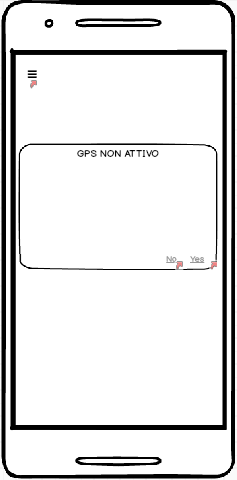 GPS NON ATTIVO
No Yes